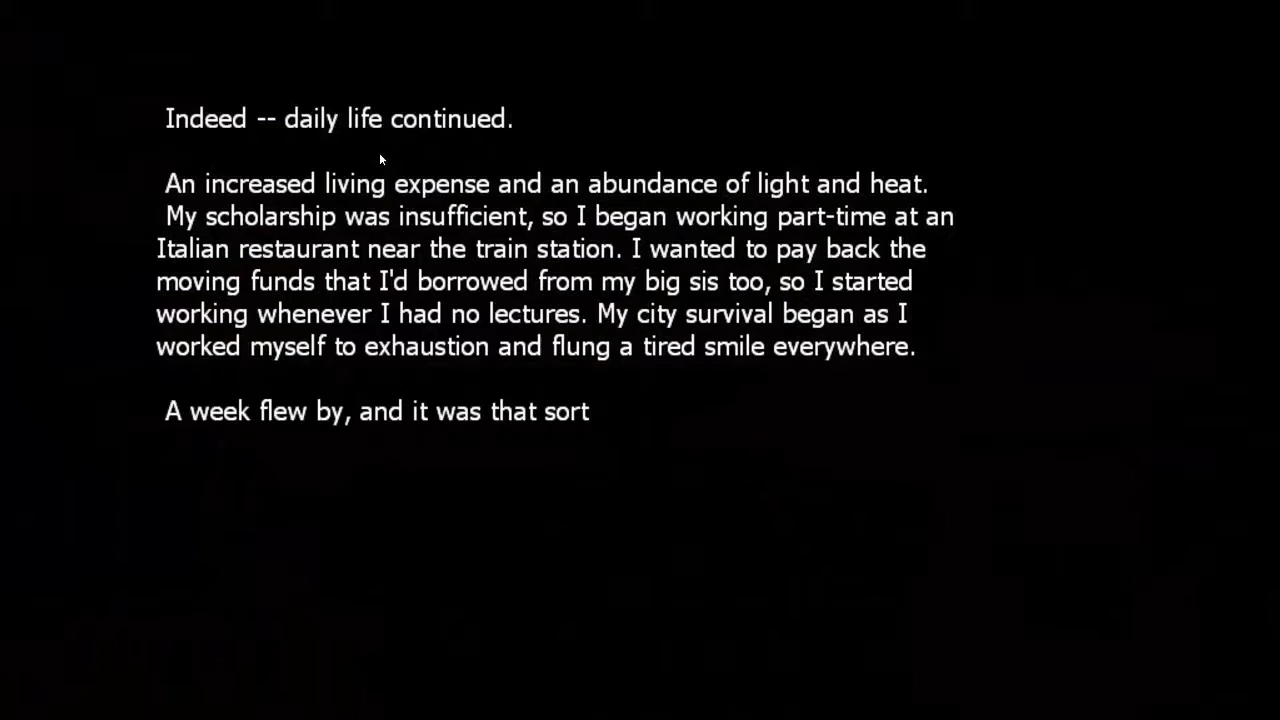 Indeed -- daily life continued.
An increased living expense and an abundance of light and heat.
My scholarship was insufficient, so I began working part-time at an
Italian restaurant near the train station. I wanted to pay back the
moving funds that I'd borrowed from my big sis too, so I started
working whenever I had no lectures. My city survival began as I
worked myself to exhaustion and flung a tired smile everywhere.
A week flew by, and it was that sort